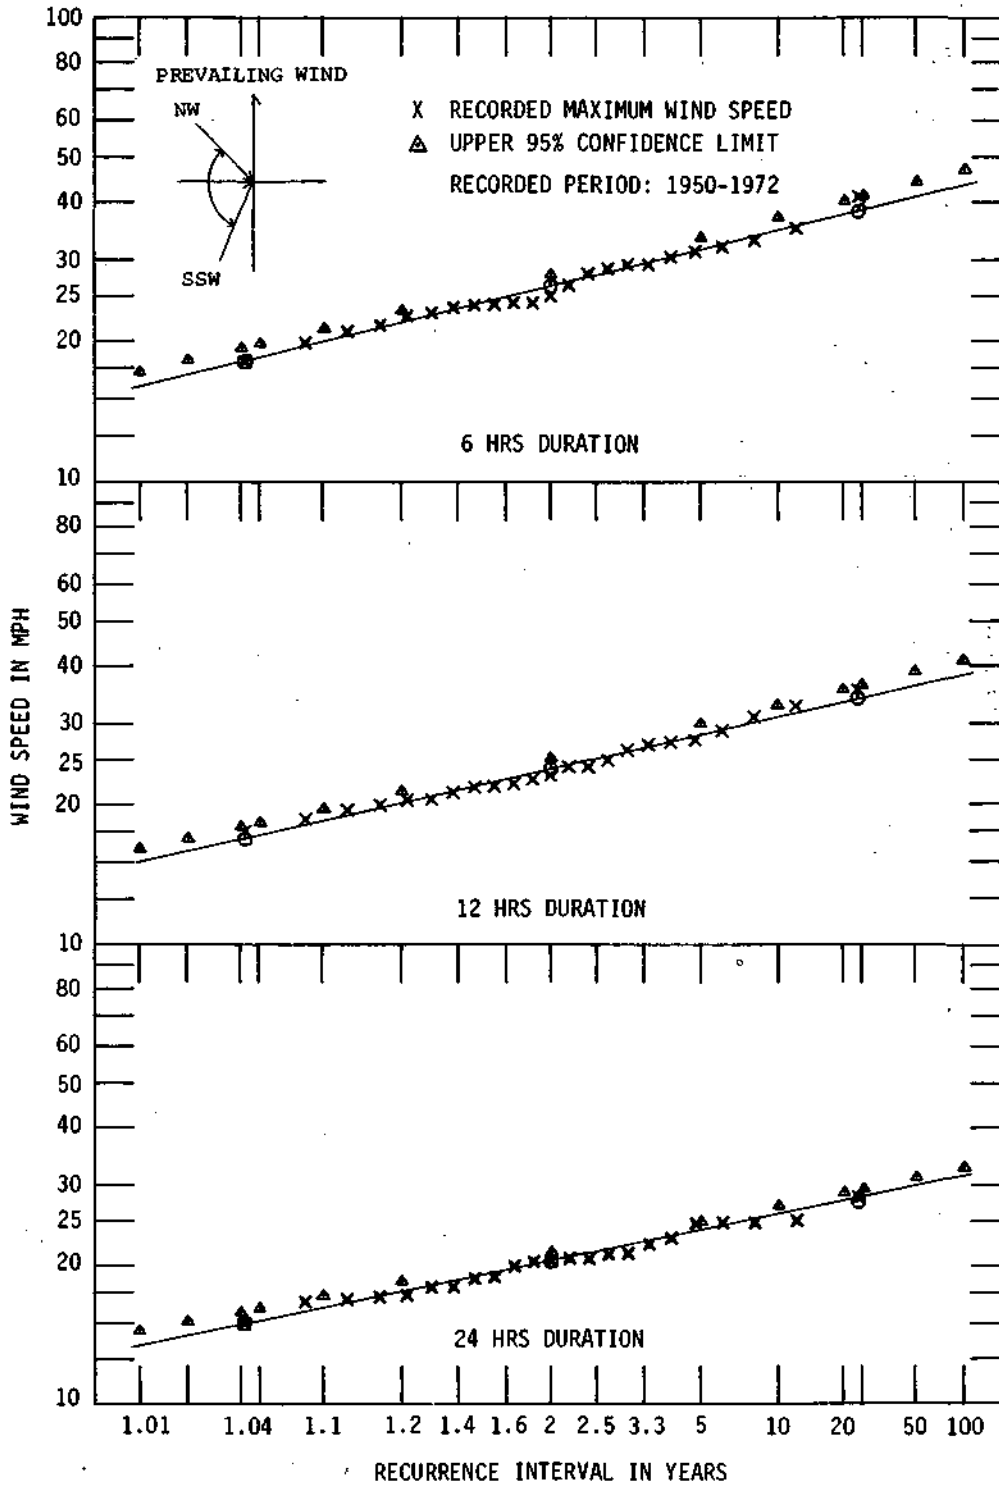 100
80
60
50
40
30
25
20
10
PREVAILING WIND
NW
SSW
X RECORDED MAXIMUM WIND SPEED
△ UPPER 95% CONFIDENCE LIMIT
RECORDED PERIOD: 1950-1972
6 HRS DURATION
80
60
50
40
30
25
20
10
12 HRS DURATION
80
60
50
40
30
25
20
10
24 HRS DURATION
WIND SPEED IN MPH
1.01 1.04 1.1 1.2 1.4 1.6 2 2.5 3.3 5 10 20 50 100
RECURRENCE INTERVAL IN YEARS